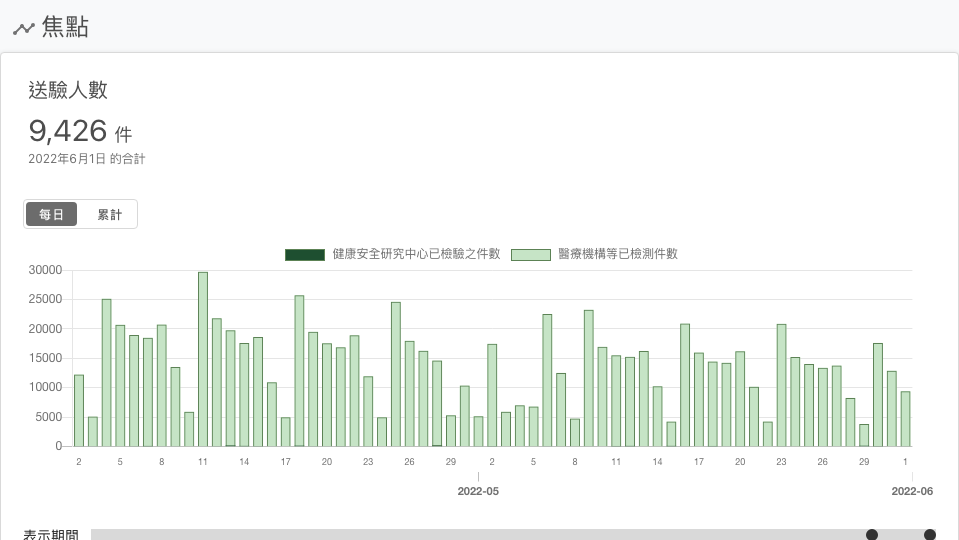 焦點
送驗人數
9,426 件
2022年6月1日 的合計
每日 累計
健康安全研究中心已檢驗之件數 醫療機構等已檢測件數
30000
25000
20000
15000
10000
5000
0
2 5 8 11 14 17 20 23 26 29 2 5 8 11 14 17 20 23 26 29 1
2022-05 2022-06
表示期間